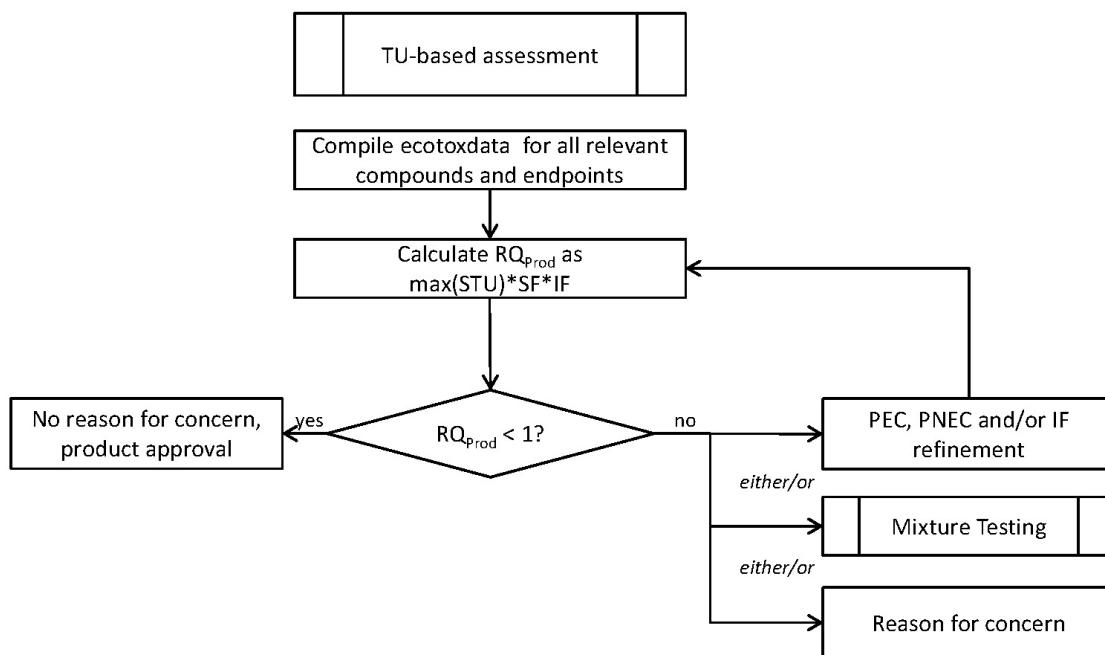 TU-based assessment
Compile ecotoxdata for all relevant
compounds and endpoints
Calculate RQProd as
max(STU)*SF*IF
No reason for concern,
product approval
yes
RQProd < 1?
no
PEC, PNEC and/or IF
refinement
either/or
Mixture Testing
either/or
Reason for concern